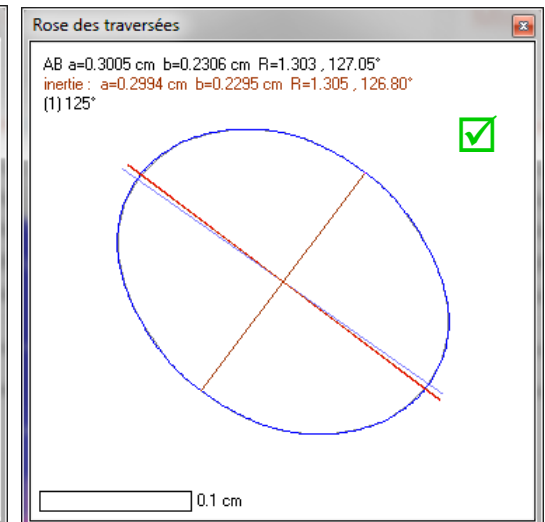 Rose des traversées
AB a=0.3005 cm b=0.2306 cm R=1.303 , 127.05°
inertie : a=0.2994 cm b=0.2295 cm R=1.305 , 126.80°
(1) 125°
0.1 cm